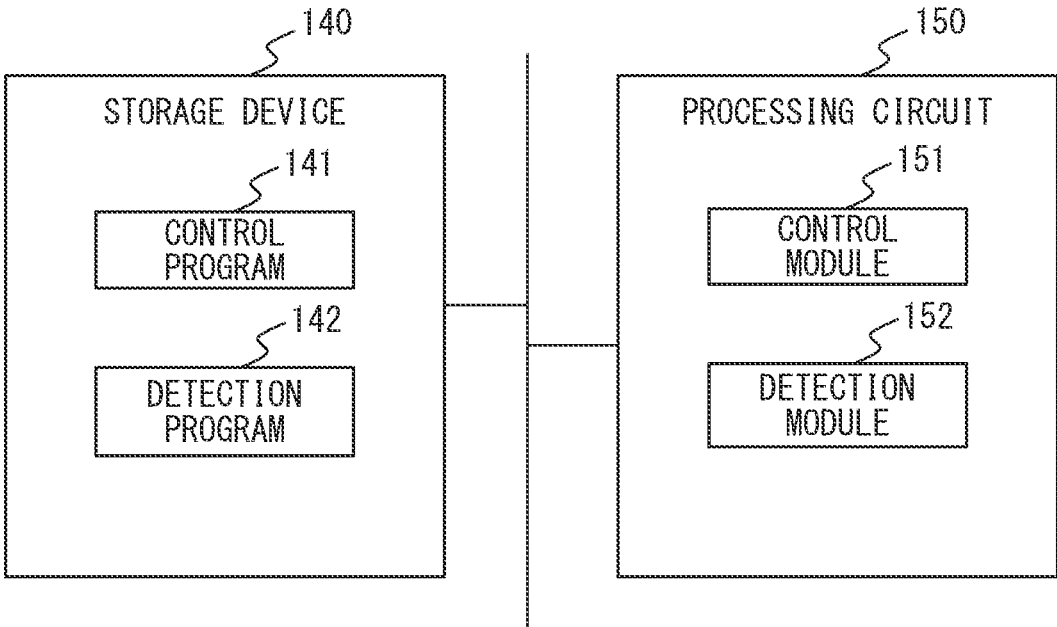 140
STORAGE DEVICE
141
CONTROL
PROGRAM
142
DETECTION
PROGRAM
150
PROCESSING CIRCUIT
151
CONTROL
MODULE
152
DETECTION
MODULE